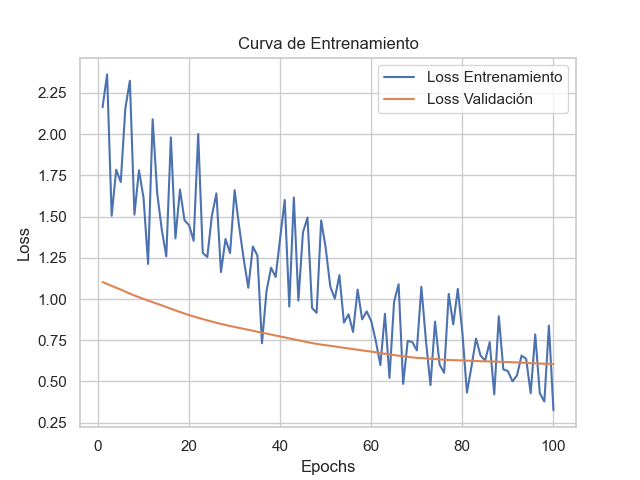 Curva de Entrenamiento
Loss Entrenamiento
Loss Validación
Loss
2.25
2.00
1.75
1.50
1.25
1.00
0.75
0.50
0.25
0 20 40 60 80 100
Epochs